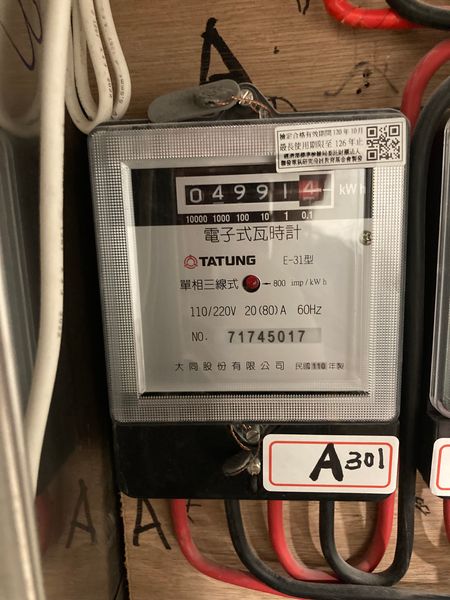 A
檢定合格有效期間120年10月
最長使用期限至 126年止
049914
kWh
10000 1000 100 10 1 0.1
電子式瓦時計
TATUNG E-31型
單相三線式 800 imp/kWh
110/220V 20(80)A 60Hz
NO. 71745017
大同股份有限公司 民國110年製
A301
A A